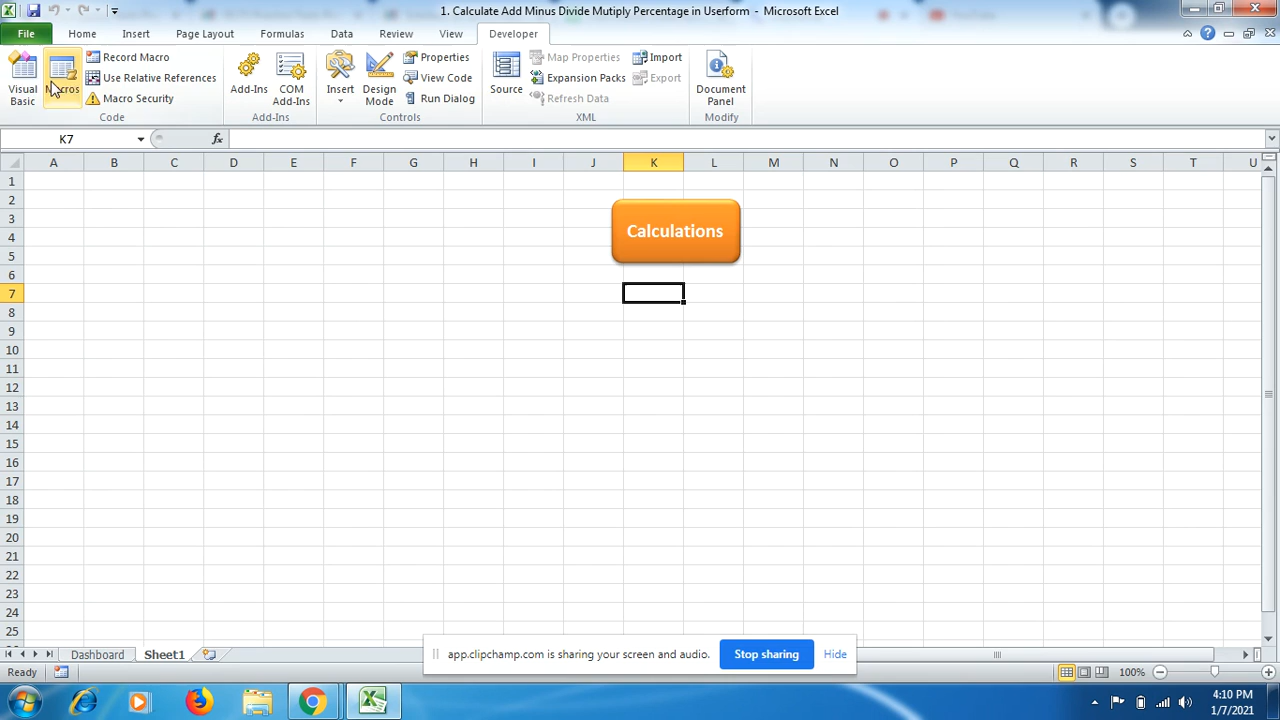 1. Calculate Add Minus Divide Mutiply Percentage in Userform - Microsoft Excel
File Home Insert Page Layout Formulas Data Review View Developer
Visual Basic
Macros
Record Macro
Use Relative References
Macro Security
Code
Add-Ins
COM Add-Ins
Add-Ins
Insert
Design Mode
Properties
View Code
Run Dialog
Controls
Source
Map Properties
Expansion Packs
Refresh Data
Import
Export
XML
Document Panel
Modify
K7
fx
A B C D E F G H I J K L M N O P Q R S T U
1
2
3
Calculations
4
5
6
7
8
9
10
11
12
13
14
15
16
17
18
19
20
21
22
23
24
25
app.clipchamp.com is sharing your screen and audio. Stop sharing Hide
Dashboard Sheet1
Ready 100%
4:10 PM
1/7/2021